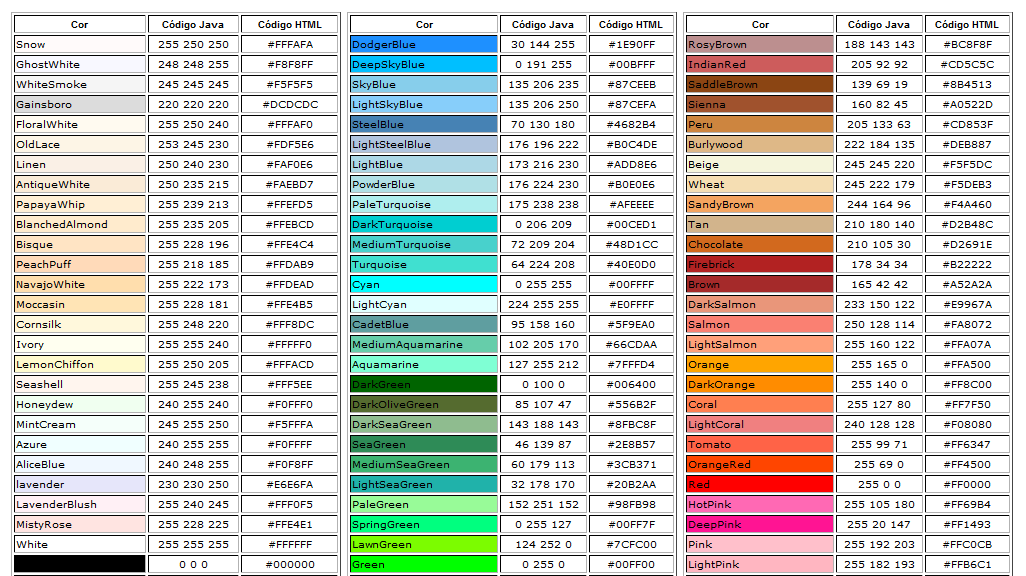 Cor Código Java Código HTML
Snow 255 250 250 #FFFAFA
GhostWhite 248 248 255 #F8F8FF
WhiteSmoke 245 245 245 #F5F5F5
Gainsboro 220 220 220 #DCDCDC
FloralWhite 255 250 240 #FFFAF0
OldLace 253 245 230 #FDF5E6
Linen 250 240 230 #FAF0E6
AntiqueWhite 250 235 215 #FAEBD7
PapayaWhip 255 239 213 #FFEFD5
BlanchedAlmond 255 235 205 #FFEBCD
Bisque 255 228 196 #FFE4C4
PeachPuff 255 218 185 #FFDAB9
NavajoWhite 255 222 173 #FFDEAD
Moccasin 255 228 181 #FFE4B5
Cornsilk 255 248 220 #FFF8DC
Ivory 255 255 240 #FFFFF0
LemonChiffon 255 250 205 #FFFACD
Seashell 255 245 238 #FFF5EE
Honeydew 240 255 240 #F0FFF0
MintCream 245 255 250 #F5FFFA
Azure 240 255 255 #F0FFFF
AliceBlue 240 248 255 #F0F8FF
lavender 230 230 250 #E6E6FA
LavenderBlush 255 240 245 #FFF0F5
MistyRose 255 228 225 #FFE4E1
White 255 255 255 #FFFFFF
0 0 0 #000000
Cor Código Java Código HTML
DodgerBlue 30 144 255 #1E90FF
DeepSkyBlue 0 191 255 #00BFFF
SkyBlue 135 206 235 #87CEEB
LightSkyBlue 135 206 250 #87CEFA
SteelBlue 70 130 180 #4682B4
LightSteelBlue 176 196 222 #B0C4DE
LightBlue 173 216 230 #ADD8E6
PowderBlue 176 224 230 #B0E0E6
PaleTurquoise 175 238 238 #AFEEEE
DarkTurquoise 0 206 209 #00CED1
MediumTurquoise 72 209 204 #48D1CC
Turquoise 64 224 208 #40E0D0
Cyan 0 255 255 #00FFFF
LightCyan 224 255 255 #E0FFFF
CadetBlue 95 158 160 #5F9EA0
MediumAquamarine 102 205 170 #66CDAA
Aquamarine 127 255 212 #7FFFD4
DarkGreen 0 100 0 #006400
DarkOliveGreen 85 107 47 #556B2F
DarkSeaGreen 143 188 143 #8FBC8F
SeaGreen 46 139 87 #2E8B57
MediumSeaGreen 60 179 113 #3CB371
LightSeaGreen 32 178 170 #20B2AA
PaleGreen 152 251 152 #98FB98
SpringGreen 0 255 127 #00FF7F
LawnGreen 124 252 0 #7CFC00
Green 0 255 0 #00FF00
Cor Código Java Código HTML
RosyBrown 188 143 143 #BC8F8F
IndianRed 205 92 92 #CD5C5C
SaddleBrown 139 69 19 #8B4513
Sienna 160 82 45 #A0522D
Peru 205 133 63 #CD853F
Burlywood 222 184 135 #DEB887
Beige 245 245 220 #F5F5DC
Wheat 245 222 179 #F5DEB3
SandyBrown 244 164 96 #F4A460
Tan 210 180 140 #D2B48C
Chocolate 210 105 30 #D2691E
Firebrick 178 34 34 #B22222
Brown 165 42 42 #A52A2A
DarkSalmon 233 150 122 #E9967A
Salmon 250 128 114 #FA8072
LightSalmon 255 160 122 #FFA07A
Orange 255 165 0 #FFA500
DarkOrange 255 140 0 #FF8C00
Coral 255 127 80 #FF7F50
LightCoral 240 128 128 #F08080
Tomato 255 99 71 #FF6347
OrangeRed 255 69 0 #FF4500
Red 255 0 0 #FF0000
HotPink 255 105 180 #FF69B4
DeepPink 255 20 147 #FF1493
Pink 255 192 203 #FFC0CB
LightPink 255 182 193 #FFB6C1